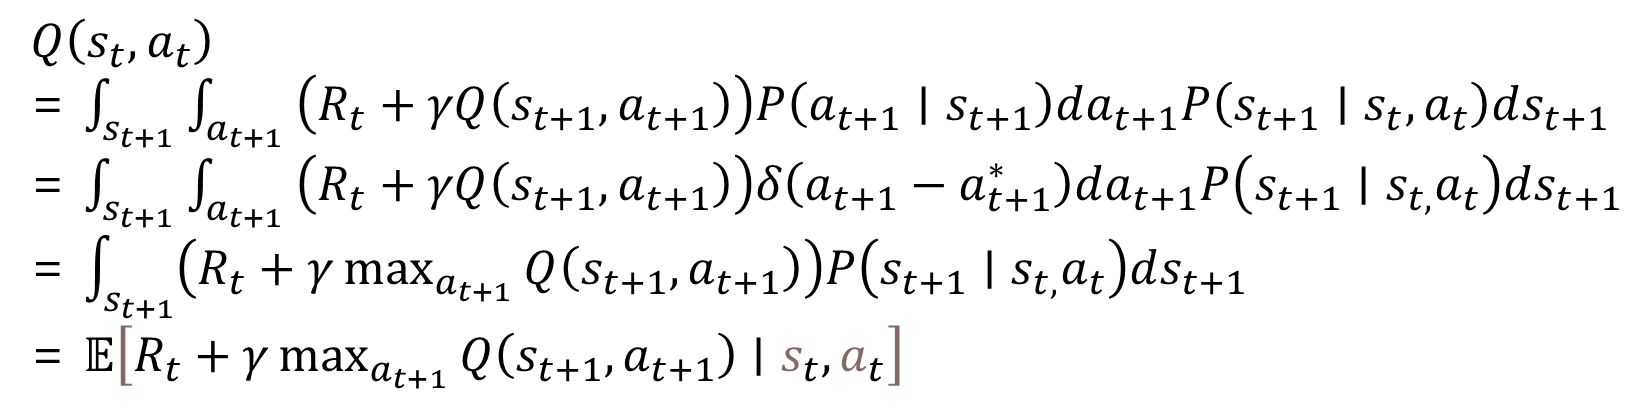 Q(s_t, a_t)
= ∫_{s_{t+1}} ∫_{a_{t+1}} (R_t + γQ(s_{t+1}, a_{t+1}))P(a_{t+1} ∣ s_{t+1})da_{t+1}P(s_{t+1} ∣ s_t, a_t)ds_{t+1}
= ∫_{s_{t+1}} ∫_{a_{t+1}} (R_t + γQ(s_{t+1}, a_{t+1}))δ(a_{t+1} − a^*_{t+1})da_{t+1}P(s_{t+1} ∣ s_{t,}a_t)ds_{t+1}
= ∫_{s_{t+1}} (R_t + γ max_{a_{t+1}} Q(s_{t+1}, a_{t+1}))P(s_{t+1} ∣ s_{t,}a_t)ds_{t+1}
= 𝔼[R_t + γ max_{a_{t+1}} Q(s_{t+1}, a_{t+1}) ∣ s_t, a_t]